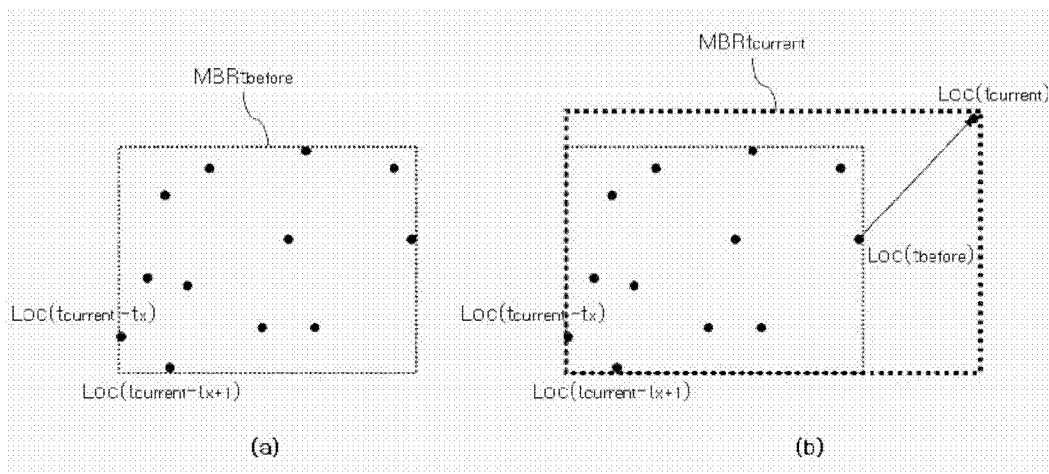 MBRtbefore
Loc(tcurrent-tx)
Loc(tcurrent-tx+1)
(a)
MBRtcurrent
Loc(tcurrent)
Loc(tbefore)
Loc(tcurrent-tx)
Loc(tcurrent-tx+1)
(b)